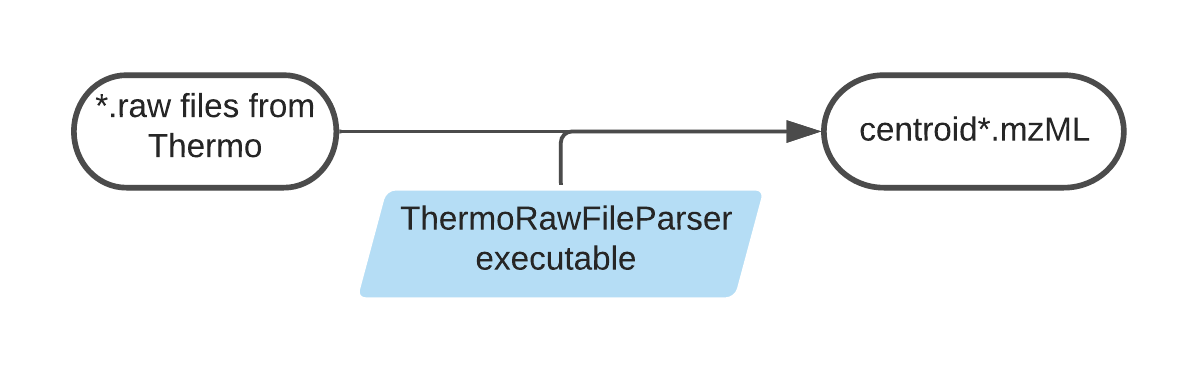 *.raw files from
Thermo
centroid*.mzML
ThermoRawFileParser
executable